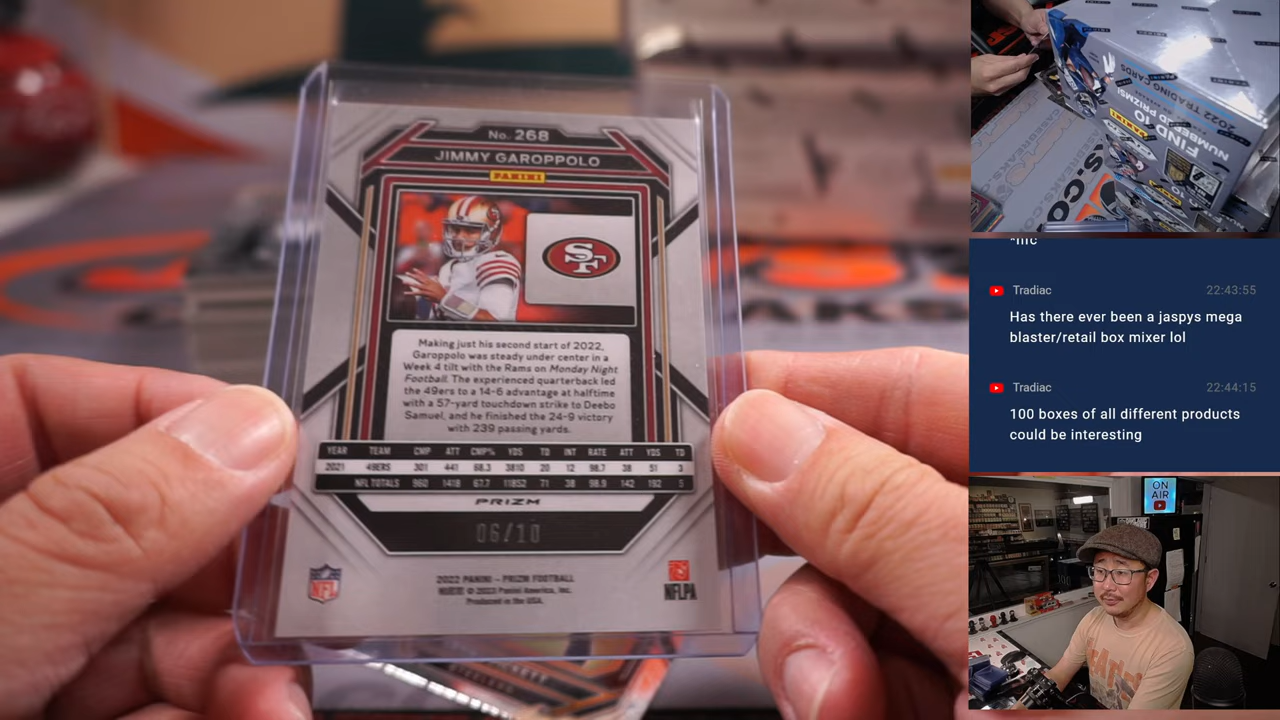 No. 268
JIMMY GAROPPOLO
PANINI
SF
Making just his second start of 2022,
Garoppolo was steady under center in a
Week 4 tilt with the Rams on Monday Night
Football. The experienced quarterback led
the 49ers to a 14-6 advantage at halftime
with a 57-yard touchdown strike to Deebo
Samuel, and he finished the 24-9 victory
with 239 passing yards.
YEAR TEAM CMP ATT CMP% YDS TD INT RATE ATT YDS TD
2021 49ERS 301 441 68.3 3810 20 12 98.7 38 51 3
NFL TOTALS 960 1418 67.7 11852 71 38 98.9 142 192 5
PRIZM
06/10
2022 PANINI – PRIZM FOOTBALL
© 2023 Panini America, Inc.
Produced in the USA.
NFL
NFLPA
2022 TRADING CARDS
FIND 10
NUMBERED PRIZMS!
PANINI
S.CO
Tradiac 22:43:55
Has there ever been a jaspys mega
blaster/retail box mixer lol
Tradiac 22:44:15
100 boxes of all different products
could be interesting
ON
AIR